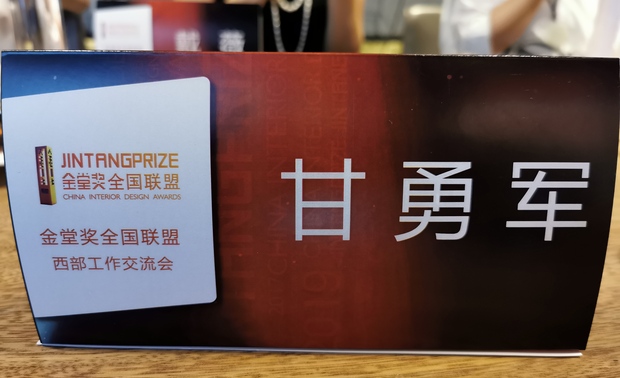 JINTANGPRIZE
金堂奖全国联盟
CHINA INTERIOR DESIGN AWARDS
金堂奖全国联盟
西部工作交流会
甘勇军